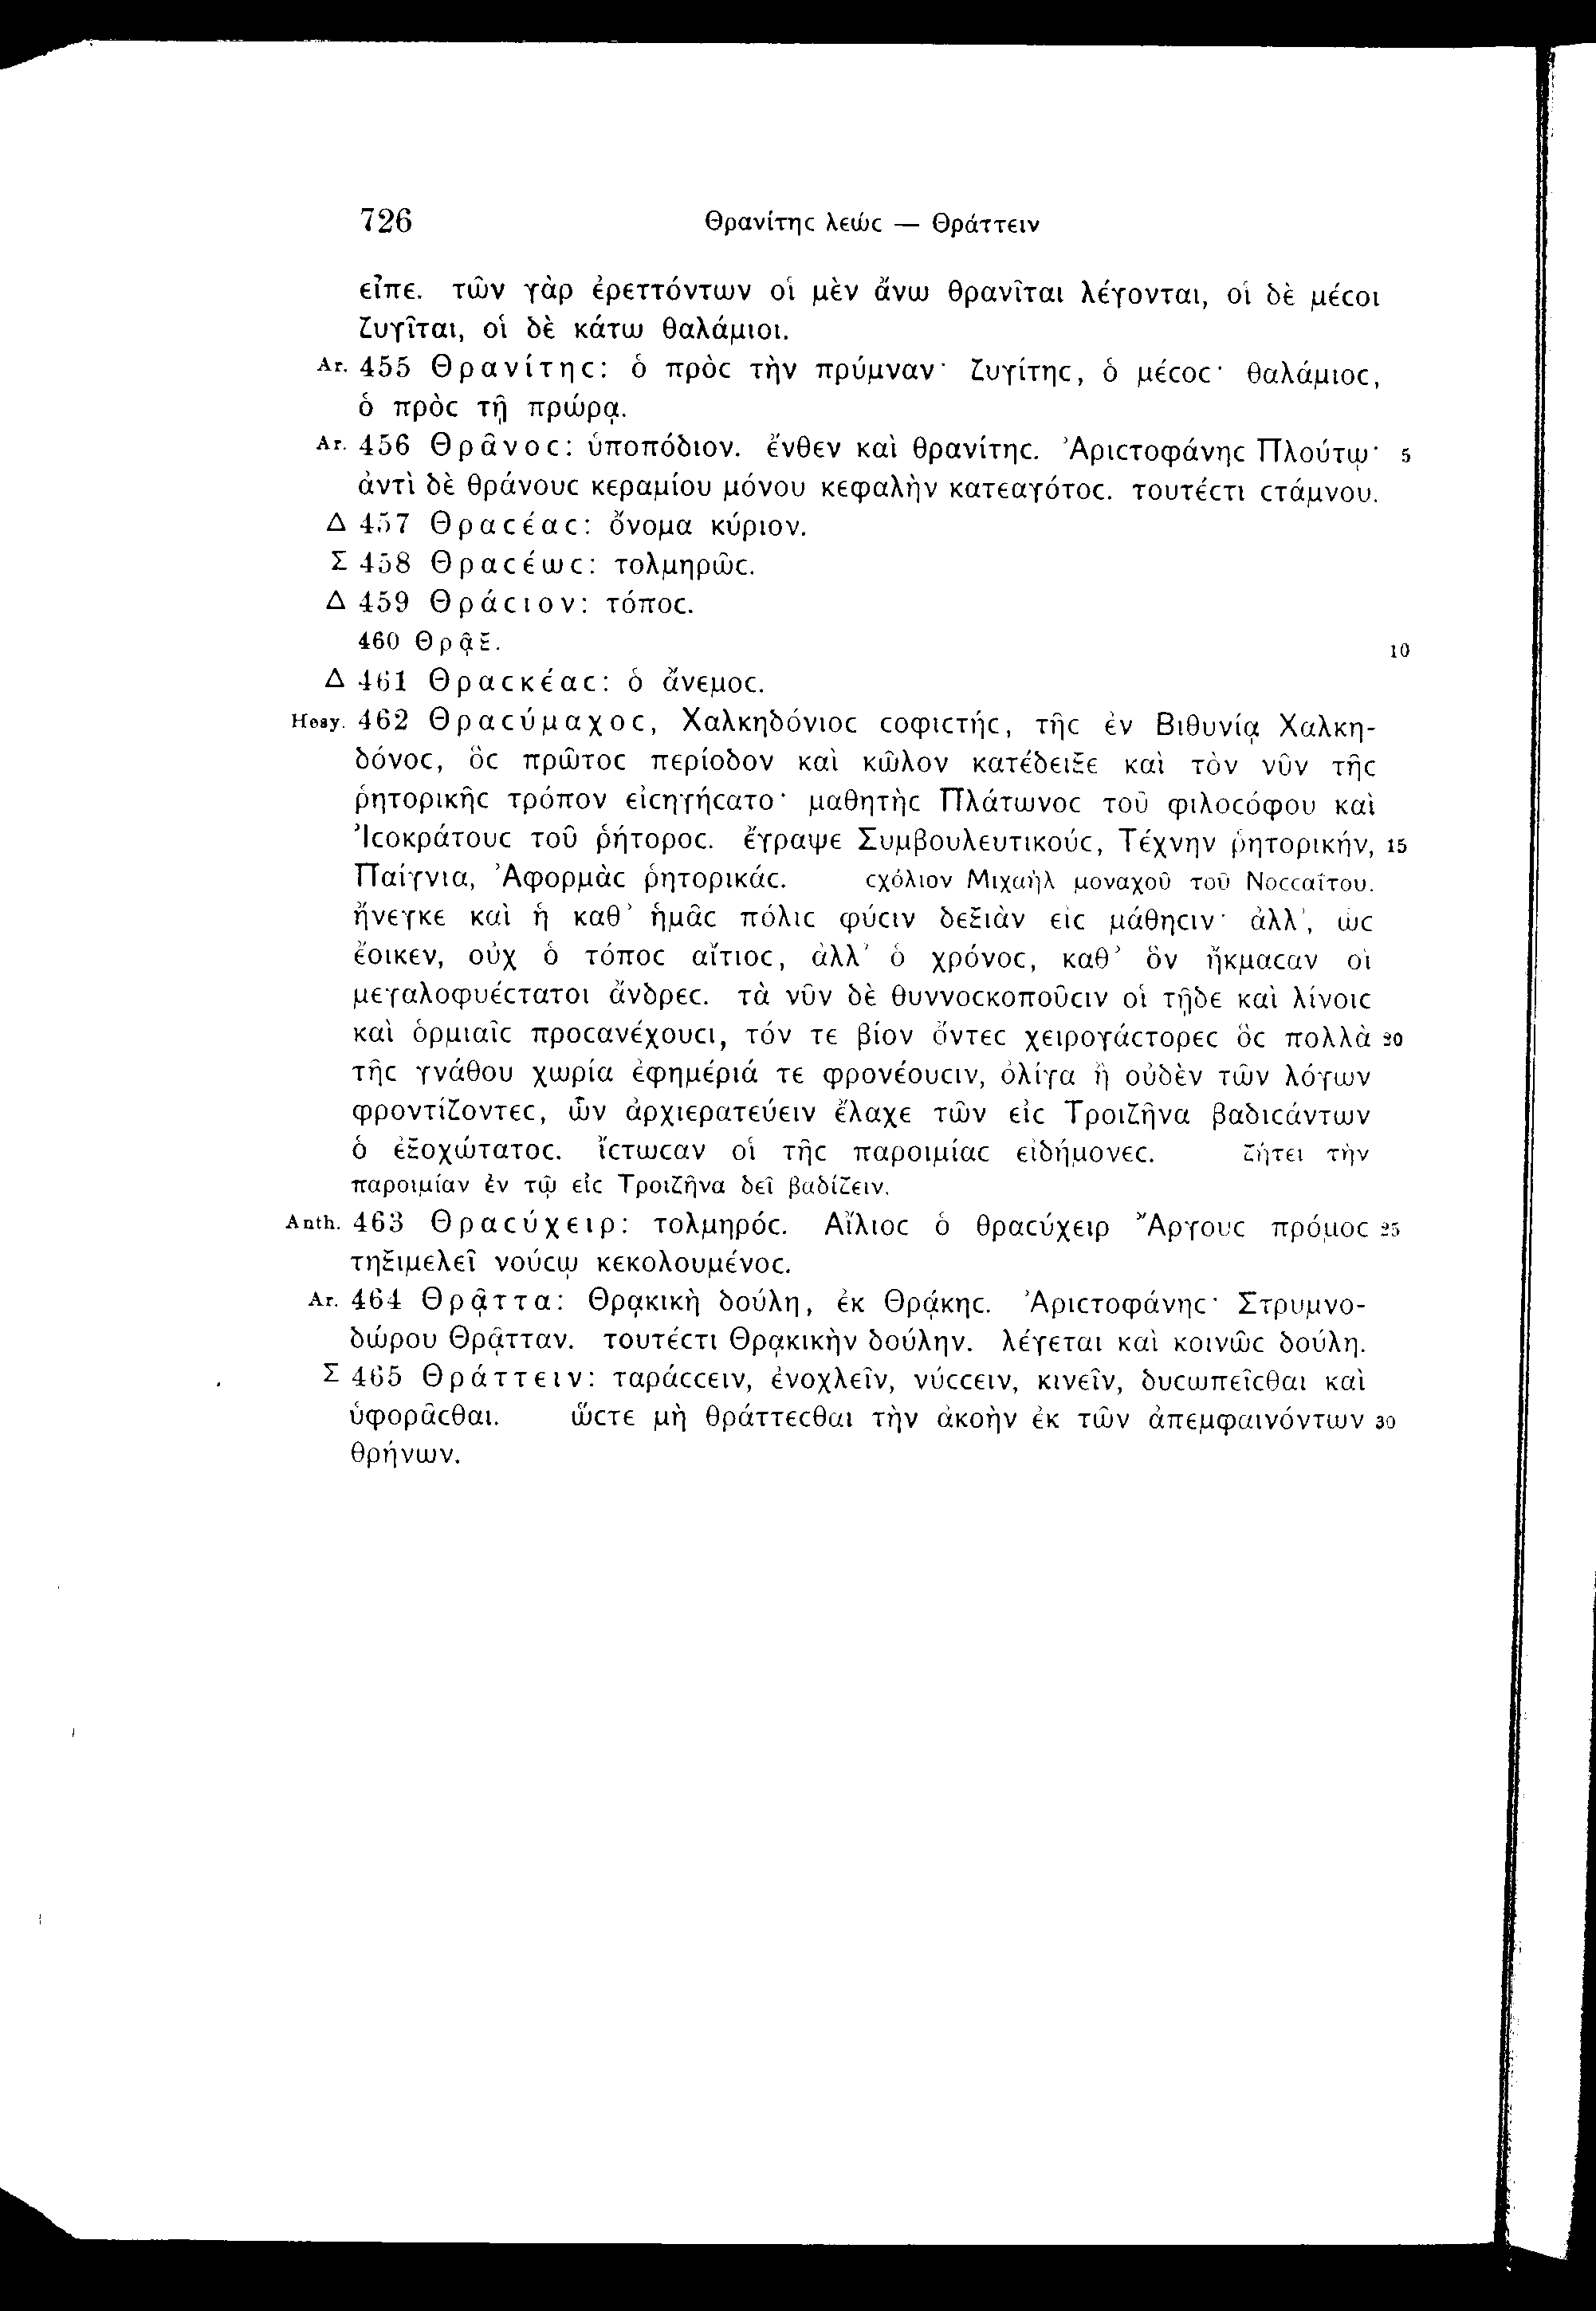 726 Θρανίτηϲ λεώϲ — Θράττειν
εἶπε. τῶν γὰρ ἐρεττόντων οἱ μὲν ἄνω θρανῖται λέγονται, οἱ δὲ μέϲοι
ζυγῖται, οἱ δὲ κάτω θαλάμιοι.
Ar. 455 Θρανίτηϲ: ὁ πρὸϲ τὴν πρύμναν· ζυγίτηϲ, ὁ μέϲοϲ· θαλάμιοϲ,
ὁ πρὸϲ τῇ πρώρᾳ.
Ar. 456 Θρᾶνοϲ: ὑποπόδιον. ἔνθεν καὶ θρανίτηϲ. Ἀριϲτοφάνηϲ Πλούτῳ· 5
ἀντὶ δὲ θράνουϲ κεραμίου μόνου κεφαλὴν κατεαγότοϲ. τουτέϲτι ϲτάμνου.
Δ 457 Θραϲέαϲ: ὄνομα κύριον.
Σ 458 Θραϲέωϲ: τολμηρῶϲ.
Δ 459 Θράϲιον: τόποϲ.
460 Θρᾷξ. 10
Δ 461 Θραϲκέαϲ: ὁ ἄνεμοϲ.
Hesy. 462 Θραϲύμαχοϲ, Χαλκηδόνιοϲ ϲοφιϲτήϲ, τῆϲ ἐν Βιθυνίᾳ Χαλκη-
δόνοϲ, ὃϲ πρῶτοϲ περίοδον καὶ κῶλον κατέδειξε καὶ τὸν νῦν τῆϲ
ῥητορικῆϲ τρόπον εἰϲηγήϲατο· μαθητὴϲ Πλάτωνοϲ τοῦ φιλοϲόφου καὶ
Ἰϲοκράτουϲ τοῦ ῥήτοροϲ. ἔγραψε Συμβουλευτικούϲ, Τέχνην ῥητορικήν, 15
Παίγνια, Ἀφορμὰϲ ῥητορικάϲ. ϲχόλιον Μιχαὴλ μοναχοῦ τοῦ Νοϲϲαΐτου.
ἤνεγκε καὶ ἡ καθ’ ἡμᾶϲ πόλιϲ φύϲιν δεξιὰν εἰϲ μάθηϲιν· ἀλλ’, ὡϲ
ἔοικεν, οὐχ ὁ τόποϲ αἴτιοϲ, ἀλλ’ ὁ χρόνοϲ, καθ’ ὃν ἤκμαϲαν οἱ
μεγαλοφυέϲτατοι ἄνδρεϲ. τὰ νῦν δὲ θυννοϲκοποῦϲιν οἱ τῇδε καὶ λίνοιϲ
καὶ ὁρμιαῖϲ προϲανέχουϲι, τόν τε βίον ὄντεϲ χειρογάϲτορεϲ ὃϲ πολλὰ 20
τῆϲ γνάθου χωρία ἐφημέριά τε φρονέουϲιν, ὀλίγα ἢ οὐδὲν τῶν λόγων
φροντίζοντεϲ, ὧν ἀρχιερατεύειν ἔλαχε τῶν εἰϲ Τροιζῆνα βαδιϲάντων
ὁ ἐξοχώτατοϲ. ἴϲτωϲαν οἱ τῆϲ παροιμίαϲ εἰδήμονεϲ. ζήτει τὴν
παροιμίαν ἐν τῷ εἰϲ Τροιζῆνα δεῖ βαδίζειν.
Anth. 463 Θραϲύχειρ: τολμηρόϲ. Αἴλιοϲ ὁ θραϲύχειρ Ἄργουϲ πρόμοϲ 25
τηξιμελεῖ νούϲῳ κεκολουμένοϲ.
Ar. 464 Θρᾷττα: Θρᾳκικὴ δούλη, ἐκ Θρᾴκηϲ. Ἀριϲτοφάνηϲ· Στρυμνο-
δώρου Θρᾷτταν. τουτέϲτι Θρᾳκικὴν δούλην. λέγεται καὶ κοινῶϲ δούλη.
Σ 465 Θράττειν: ταράϲϲειν, ἐνοχλεῖν, νύϲϲειν, κινεῖν, δυϲωπεῖϲθαι καὶ
ὑφορᾶϲθαι. ὥϲτε μὴ θράττεϲθαι τὴν ἀκοὴν ἐκ τῶν ἀπεμφαινόντων 30
θρήνων.